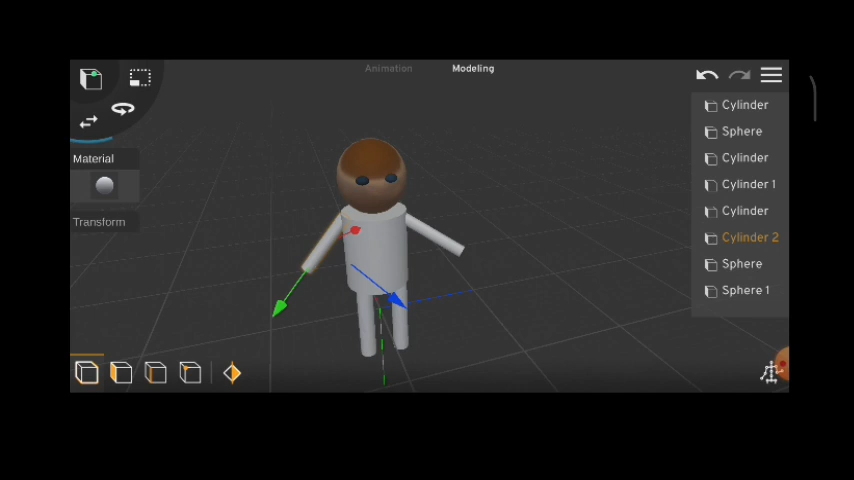 Animation
Modeling
Material
Transform
Cylinder
Sphere
Cylinder
Cylinder 1
Cylinder
Cylinder 2
Sphere
Sphere 1